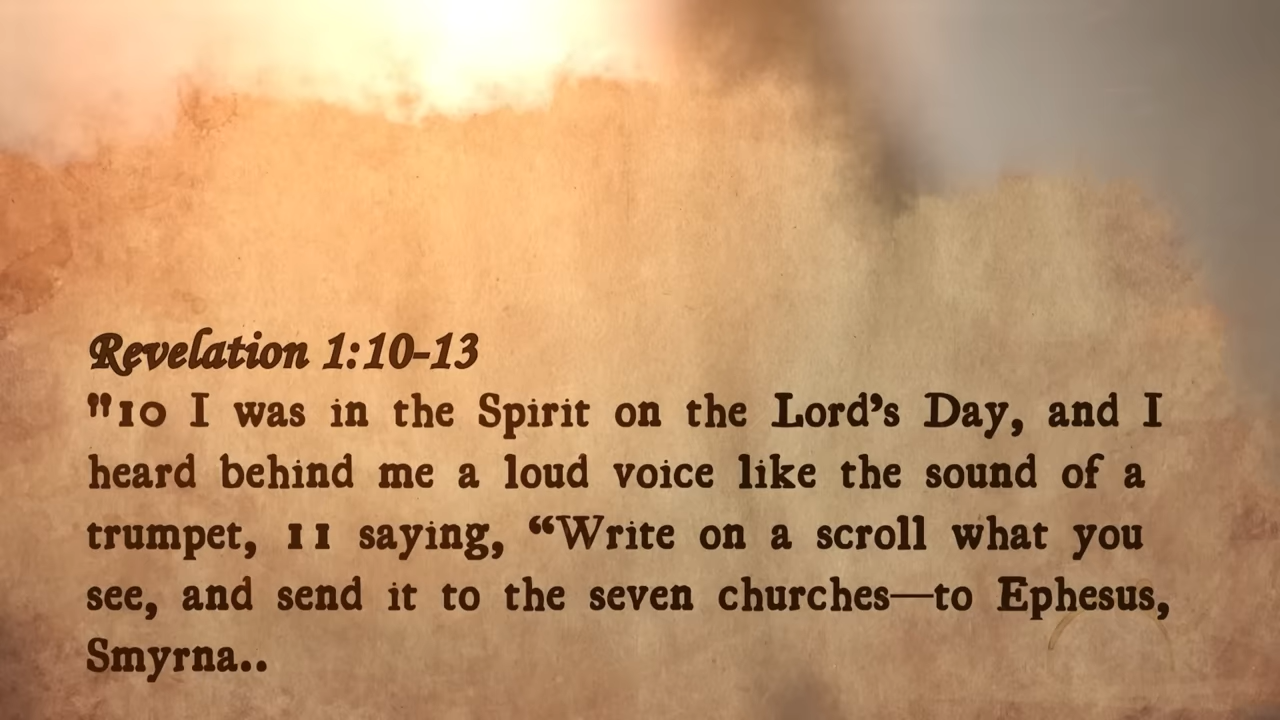 Revelation 1:10-13
"10 I was in the Spirit on the Lord’s Day, and I
heard behind me a loud voice like the sound of a
trumpet, 11 saying, “Write on a scroll what you
see, and send it to the seven churches—to Ephesus,
Smyrna..